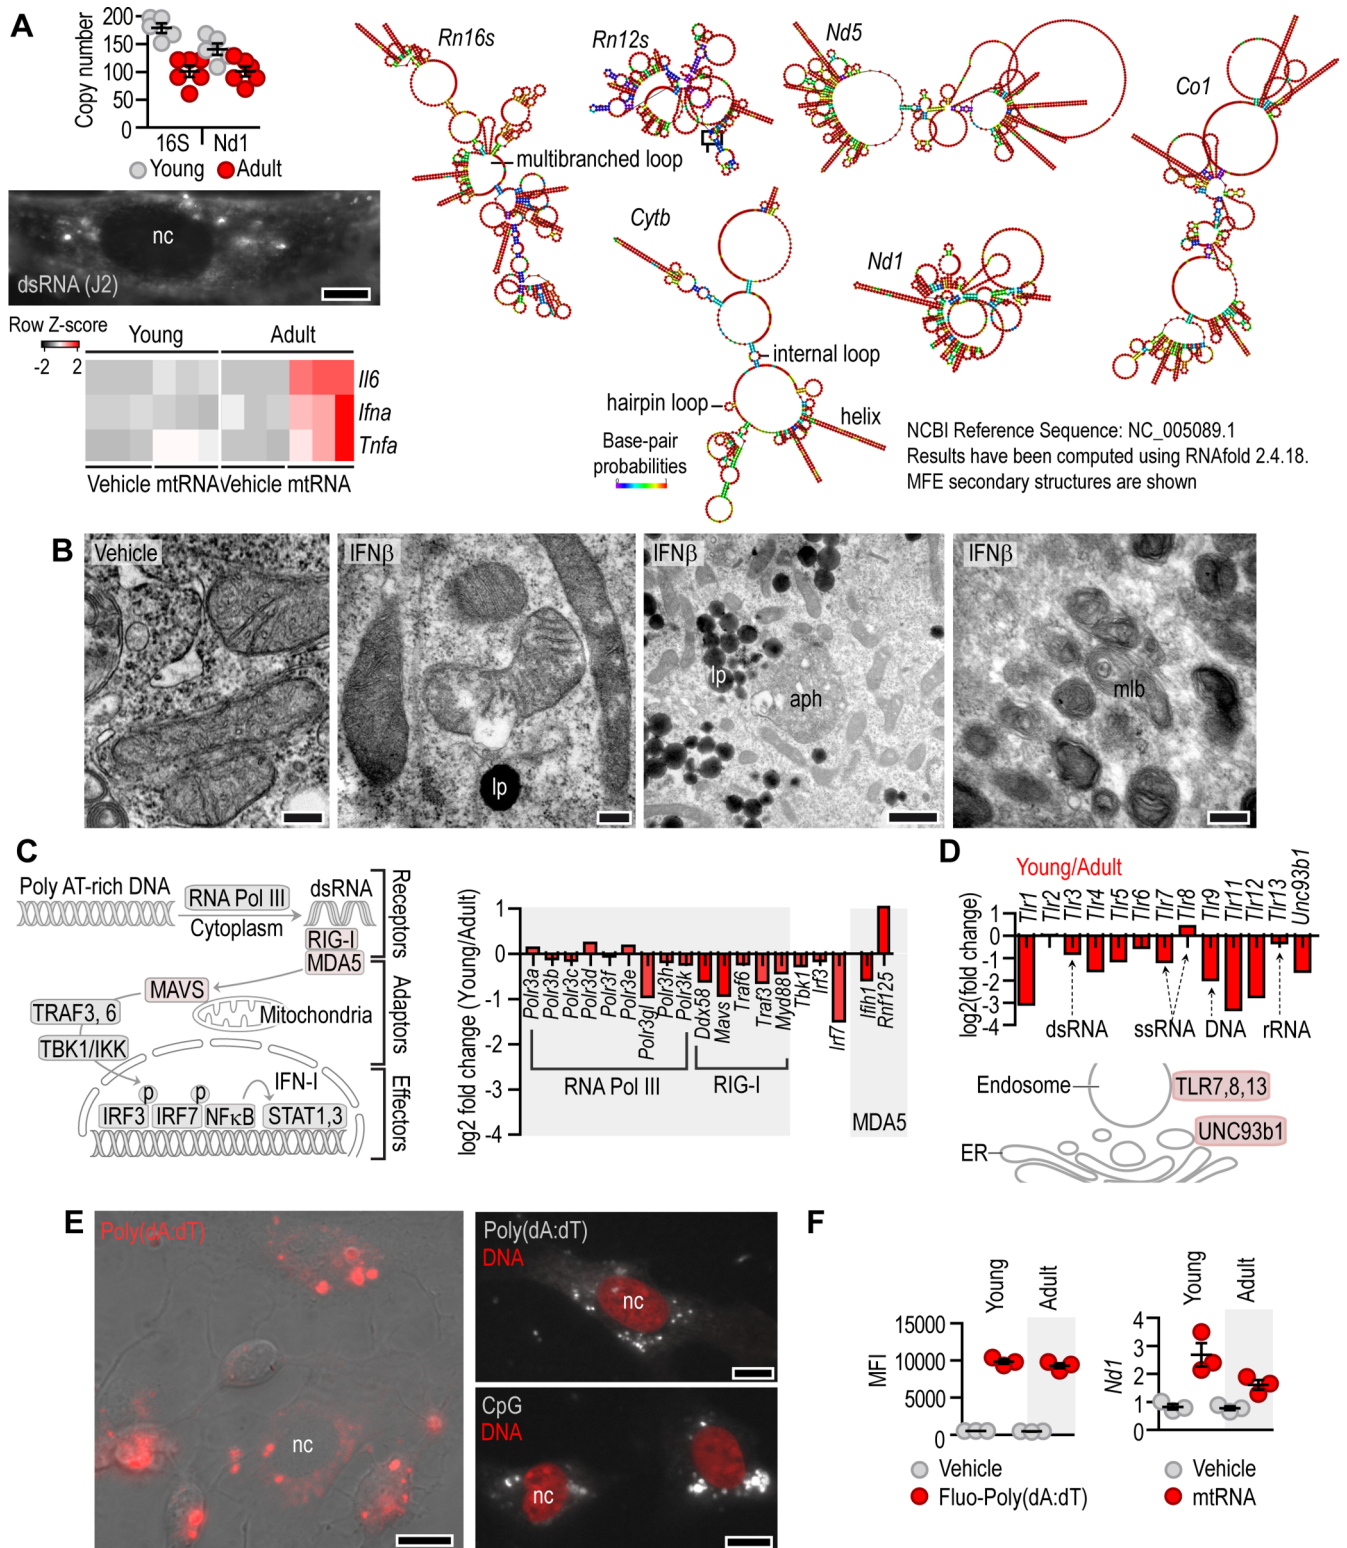 A
Copy number
200
150
100
50
0
16S
Nd1
Young
Adult
nc
dsRNA (J2)
Row Z-score
-2
2
Young
Adult
Il6
Ifna
Tnfa
Vehicle
mtRNA
Vehicle
mtRNA
Rn16s
Rn12s
Nd5
Co1
multibranched loop
Cytb
Nd1
internal loop
hairpin loop
helix
Base-pair
probabilities
NCBI Reference Sequence: NC_005089.1
Results have been computed using RNAfold 2.4.18.
MFE secondary structures are shown
B
Vehicle
IFNβ
lp
IFNβ
lp
aph
IFNβ
mlb
C
Poly AT-rich DNA
RNA Pol III
Cytoplasm
dsRNA
RIG-I
MDA5
Receptors
MAVS
TRAF3, 6
Mitochondria
TBK1/IKK
Adaptors
IFN-I
p
p
IRF3
IRF7
NFκB
STAT1,3
Effectors
log2 fold change (Young/Adult)
1
0
-1
-2
-3
-4
Polr3a
Polr3b
Polr3c
Polr3d
Polr3f
Polr3e
Polr3gl
Polr3h
Polr3k
Ddx58
Mavs
Traf6
Traf3
Myd88
Tbk1
Irf3
Irf7
Ifih1
Rnf125
RNA Pol III
RIG-I
MDA5
D
Young/Adult
log2(fold change)
1
0
-1
-2
-3
-4
Tlr1
Tlr2
Tlr3
Tlr4
Tlr5
Tlr6
Tlr7
Tlr8
Tlr9
Tlr11
Tlr12
Tlr13
Unc93b1
dsRNA
ssRNA
DNA
rRNA
Endosome
TLR7,8,13
UNC93b1
ER
E
Poly(dA:dT)
nc
Poly(dA:dT)
DNA
nc
CpG
DNA
nc
F
Young
Adult
MFI
15000
10000
5000
0
Vehicle
Fluo-Poly(dA:dT)
Young
Adult
Nd1
4
3
2
1
0
Vehicle
mtRNA